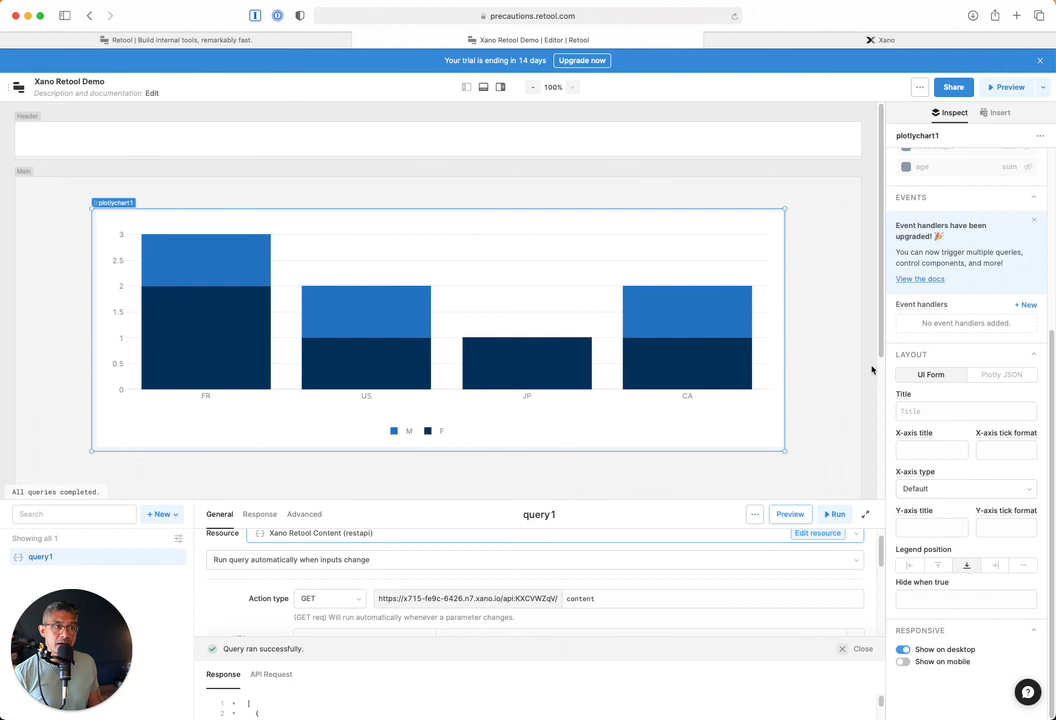 precautions.retool.com
Retool | Build internal tools, remarkably fast.
Xano Retool Demo | Editor | Retool
Xano
Your trial is ending in 14 days
Upgrade now
Xano Retool Demo
Description and documentation Edit
- 100% +
Share
Preview
Header
Main
plotlychart1
3
2.5
2
1.5
1
0.5
0
FR
US
JP
CA
M
F
All queries completed.
Inspect
Insert
plotlychart1
age
sum
EVENTS
Event handlers have been
upgraded! 🎉
You can now trigger multiple queries,
control components, and more!
View the docs
Event handlers
+ New
No event handlers added.
LAYOUT
UI Form
Plotly JSON
Title
Title
X-axis title
X-axis tick format
X-axis type
Default
Y-axis title
Y-axis tick format
Legend position
Hide when true
RESPONSIVE
Show on desktop
Show on mobile
Search
+ New
Showing all 1
query1
General
Response
Advanced
query1
Preview
Run
Resource
Xano Retool Content (restapi)
Edit resource
Run query automatically when inputs change
Action type
GET
https://x715-fe9c-6426.n7.xano.io/api:KXCVWZqV/
content
(GET req) Will run automatically whenever a parameter changes.
Query ran successfully.
Close
Response
API Request
1 [
2 {